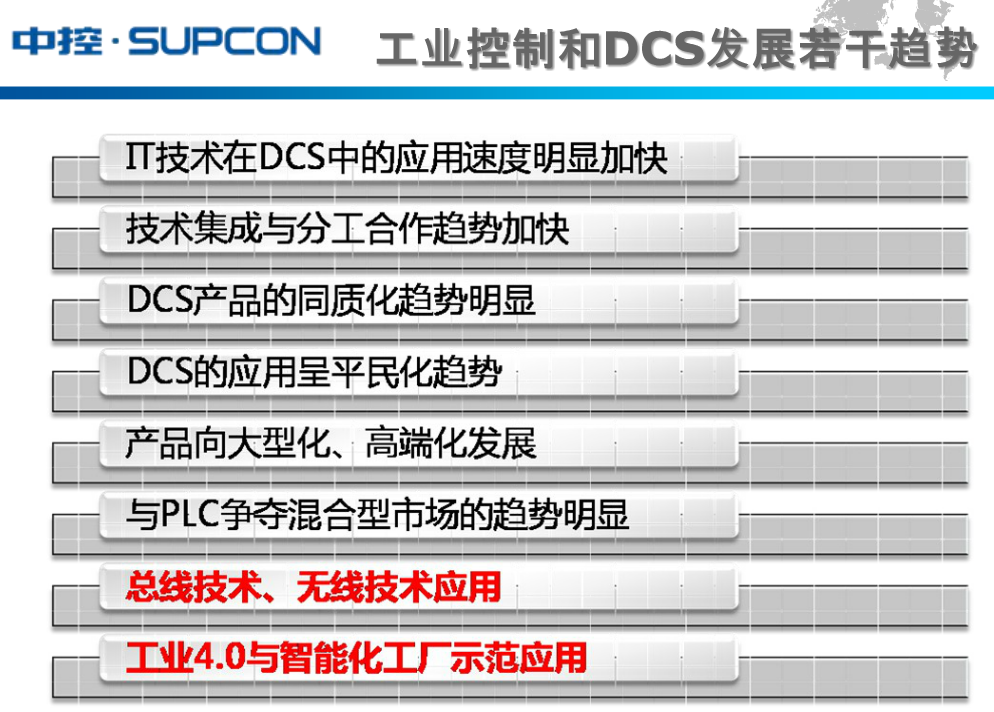 中控·SUPCON
工业控制和DCS发展若干趋势
IT技术在DCS中的应用速度明显加快
技术集成与分工合作趋势加快
DCS产品的同质化趋势明显
DCS的应用呈平民化趋势
产品向大型化、高端化发展
与PLC争夺混合型市场的趋势明显
总线技术、无线技术应用
工业4.0与智能化工厂示范应用